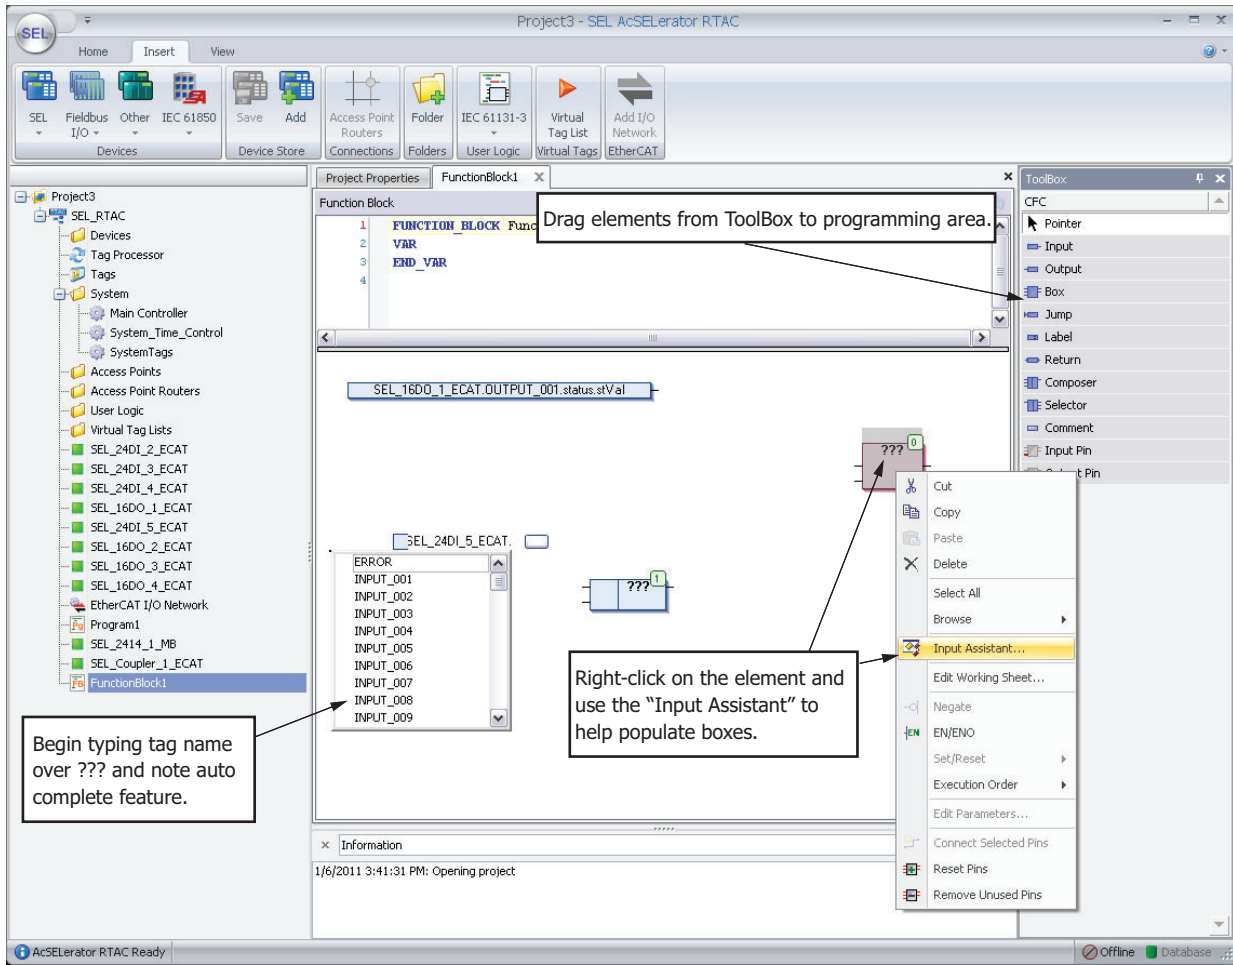 Project3 - SEL AcSELerator RTAC
SEL
Home Insert View
SEL Fieldbus I/O Other IEC 61850 Save Add Access Point Routers Folder IEC 61131-3 Virtual Tag List Add I/O Network
Devices Device Store Connections Folders User Logic Virtual Tags EtherCAT
Project3
SEL_RTAC
Devices
Tag Processor
Tags
System
Main Controller
System_Time_Control
SystemTags
Access Points
Access Point Routers
User Logic
Virtual Tag Lists
SEL_24DI_2_ECAT
SEL_24DI_3_ECAT
SEL_24DI_4_ECAT
SEL_16DO_1_ECAT
SEL_24DI_5_ECAT
SEL_16DO_2_ECAT
SEL_16DO_3_ECAT
SEL_16DO_4_ECAT
EtherCAT I/O Network
Program1
SEL_2414_1_MB
SEL_Coupler_1_ECAT
FunctionBlock1
Begin typing tag name
over ??? and note auto
complete feature.
Project Properties FunctionBlock1 X
Function Block
1 FUNCTION_BLOCK Func
2 VAR
3 END_VAR
4
Drag elements from ToolBox to programming area.
SEL_16DO_1_ECAT.OUTPUT_001.status.stVal
??? 0
SEL_24DI_5_ECAT.
ERROR
INPUT_001
INPUT_002
INPUT_003
INPUT_004
INPUT_005
INPUT_006
INPUT_007
INPUT_008
INPUT_009
??? 1
Right-click on the element and
use the “Input Assistant” to
help populate boxes.
Cut
Copy
Paste
Delete
Select All
Browse
Input Assistant...
Edit Working Sheet...
Negate
EN EN/ENO
Set/Reset
Execution Order
Edit Parameters...
Connect Selected Pins
Reset Pins
Remove Unused Pins
ToolBox
CFC
Pointer
Input
Output
Box
Jump
Label
Return
Composer
Selector
Comment
Input Pin
t Pin
Information
1/6/2011 3:41:31 PM: Opening project
AcSELerator RTAC Ready
Offline Database